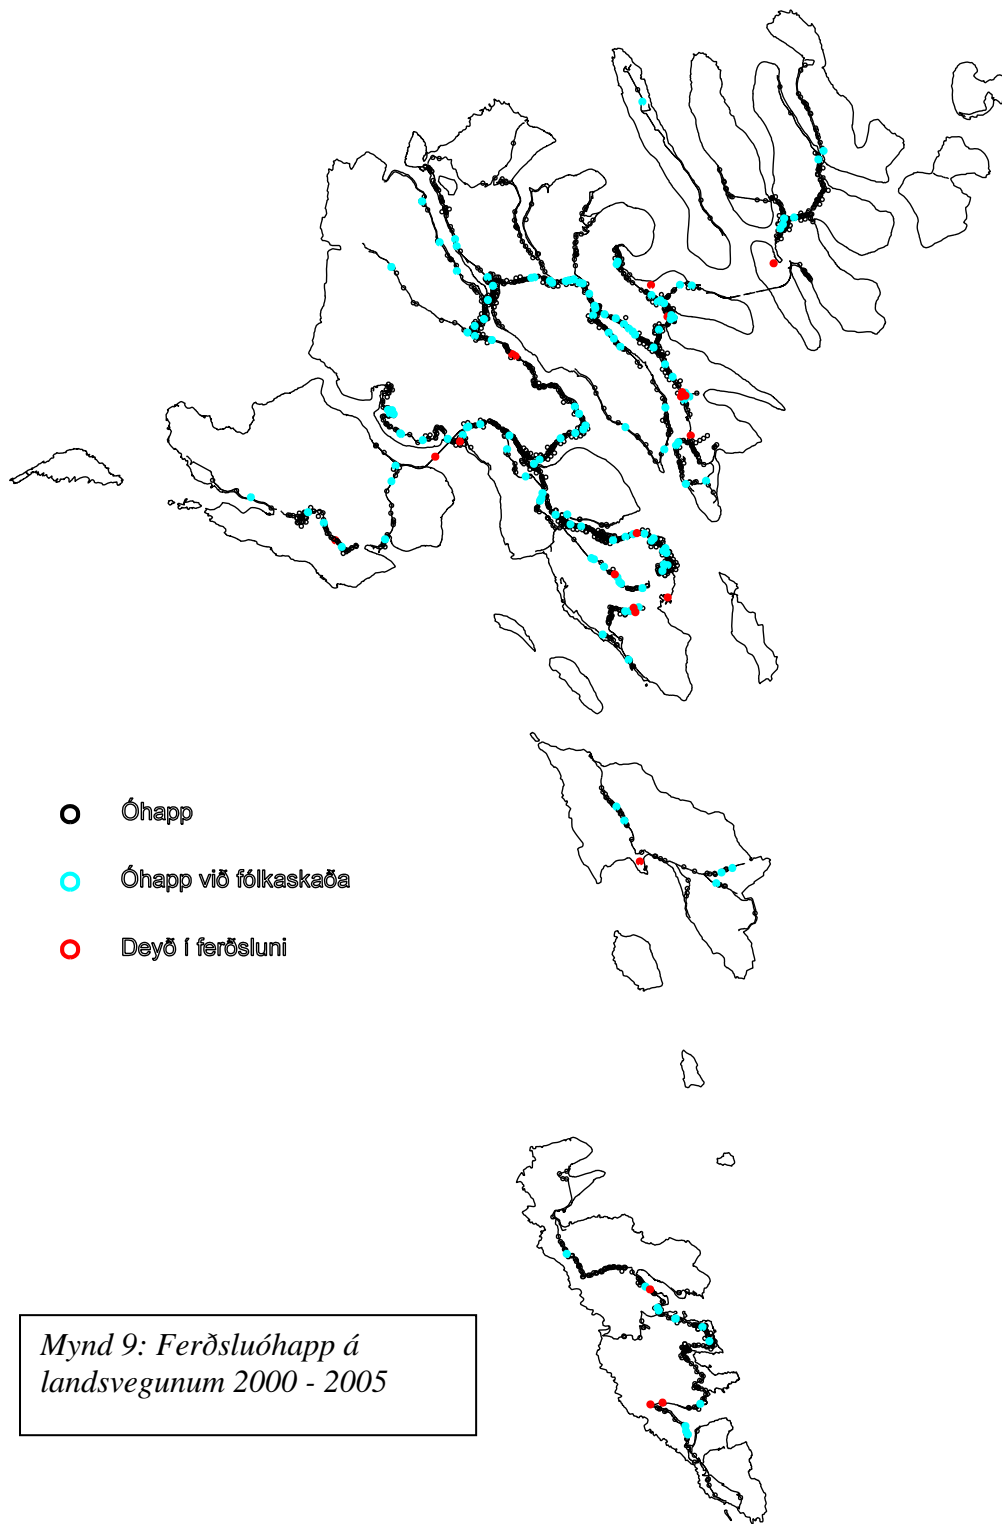 Óhapp
Óhapp við fólkaskaða
Deyð í ferðsluni
Mynd 9: Ferðsluóhapp á
landsvegunum 2000 - 2005